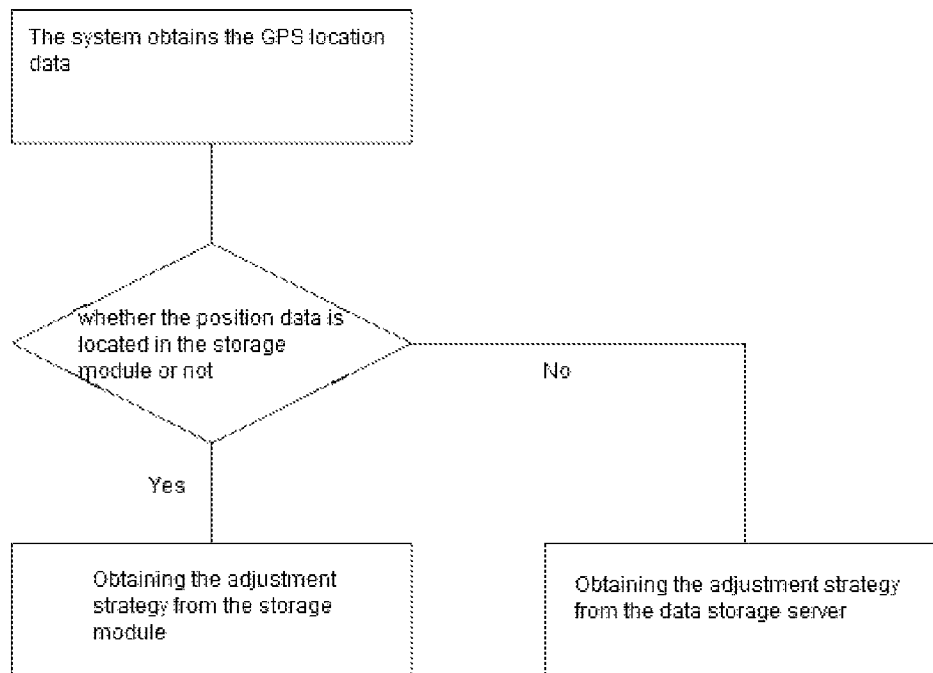 The system obtains the GPS location
data
whether the position data is
located in the storage
module or not
No
Yes
Obtaining the adjustment
strategy from the storage
module
Obtaining the adjustment strategy
from the data storage server